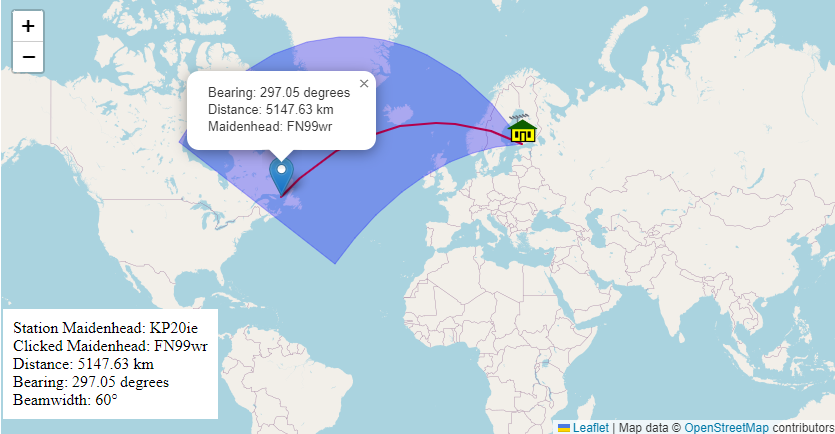 +
−
×
Bearing: 297.05 degrees
Distance: 5147.63 km
Maidenhead: FN99wr
Station Maidenhead: KP20ie
Clicked Maidenhead: FN99wr
Distance: 5147.63 km
Bearing: 297.05 degrees
Beamwidth: 60°
Leaflet | Map data © OpenStreetMap contributors